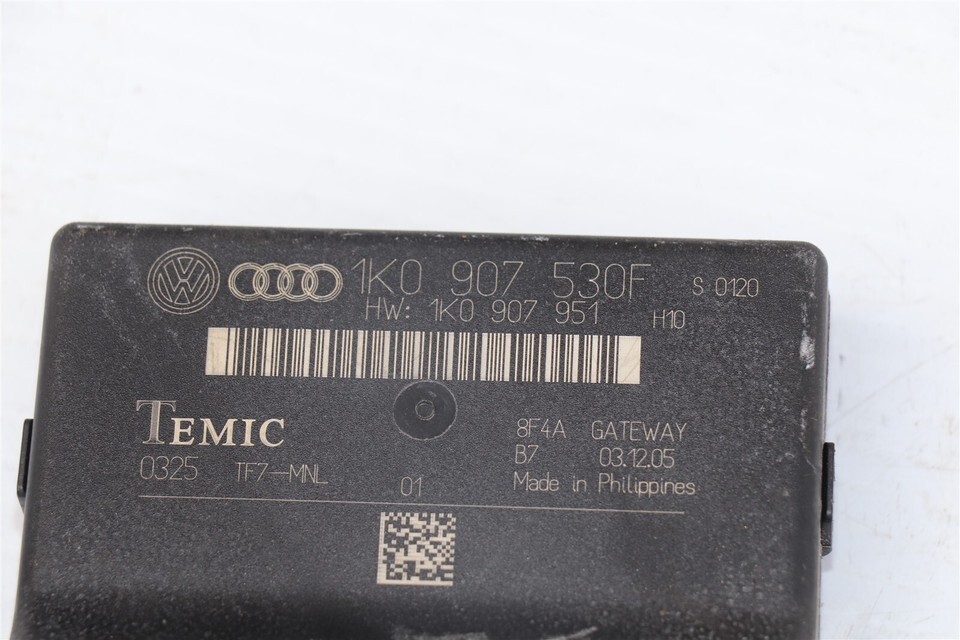 1K0 907 530F S 0120
HW: 1K0 907 951 H10
TEMIC
0325 TF7-MNL 01
8F4A GATEWAY
B7 03.12.05
Made in Philippines